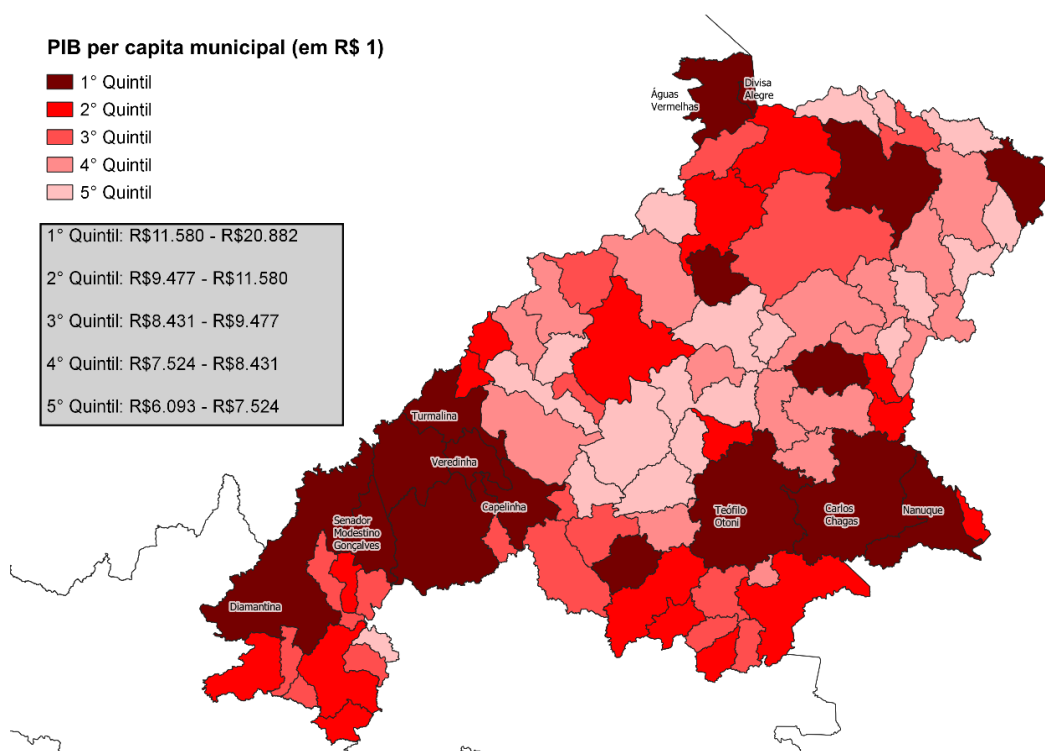 PIB per capita municipal (em R$ 1)
1° Quintil
2° Quintil
3° Quintil
4° Quintil
5° Quintil
1° Quintil: R$11.580 - R$20.882
2° Quintil: R$9.477 - R$11.580
3° Quintil: R$8.431 - R$9.477
4° Quintil: R$7.524 - R$8.431
5° Quintil: R$6.093 - R$7.524
Águas
Vermelhas
Divisa
Alegre
Turmalina
Veredinha
Capelinha
Senador
Modestino
Gonçalves
Diamantina
Teófilo
Otoni
Carlos
Chagas
Nanuque